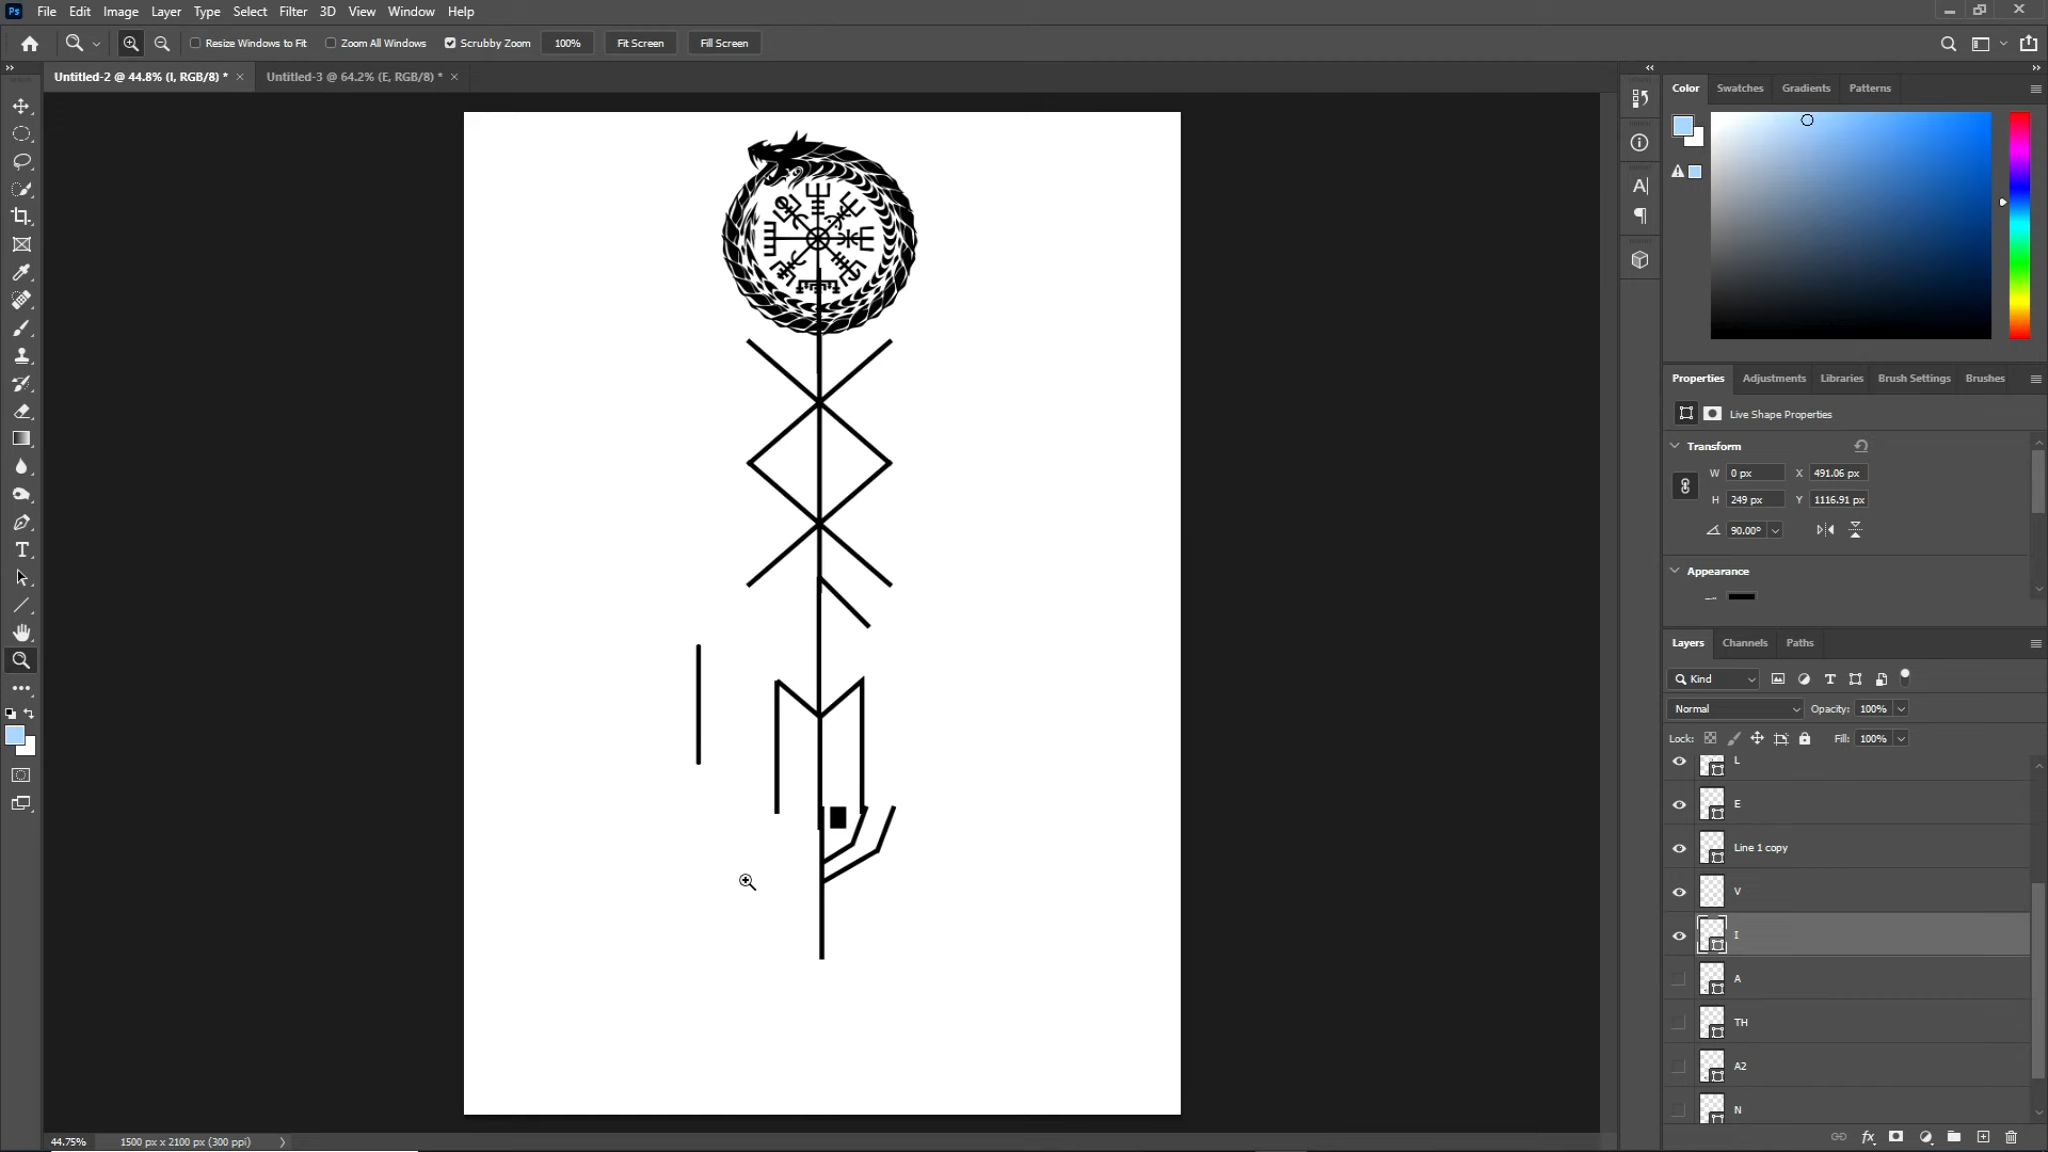 Ps File Edit Image Layer Type Select Filter 3D View Window Help
Resize Windows to Fit Zoom All Windows Scrubby Zoom 100% Fit Screen Fill Screen
Untitled-2 @ 44.8% (I, RGB/8) * Untitled-3 @ 64.2% (E, RGB/8) *
Color Swatches Gradients Patterns
Properties Adjustments Libraries Brush Settings Brushes
Live Shape Properties
Transform
W 0 px X 491.06 px
H 249 px Y 1116.91 px
90.00°
Appearance
Layers Channels Paths
Kind
Normal Opacity: 100%
Lock: Fill: 100%
L
E
Line 1 copy
V
I
A
TH
A2
N
fx
44.75% 1500 px x 2100 px (300 ppi)